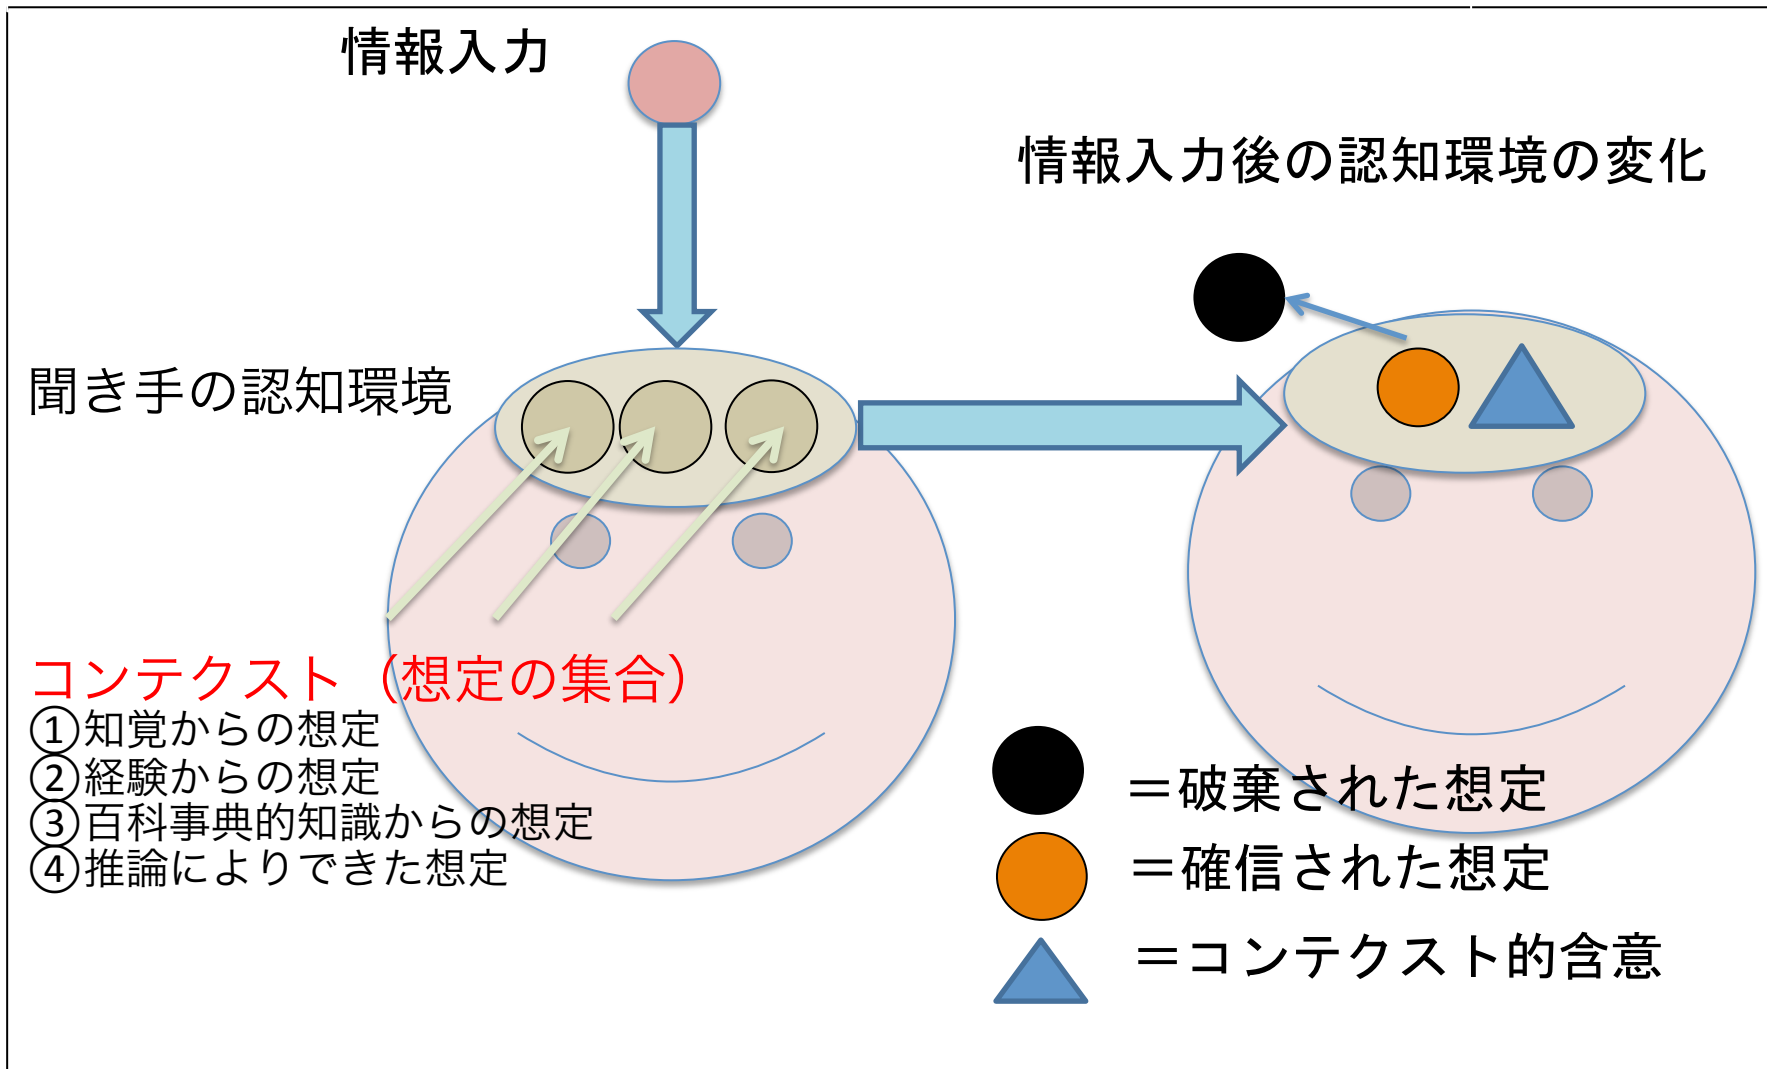 情報入力
情報入力後の認知環境の変化
聞き手の認知環境
コンテクスト（想定の集合）
①知覚からの想定
②経験からの想定
③百科事典的知識からの想定
④推論によりできた想定
＝破棄された想定
＝確信された想定
＝コンテクスト的含意